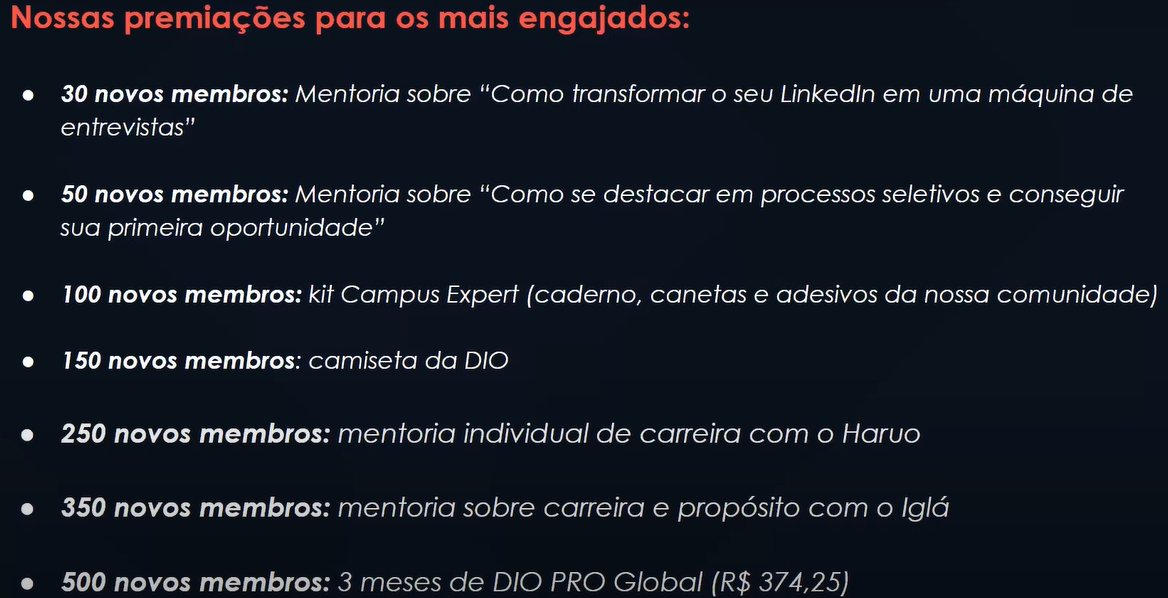 Nossas premiações para os mais engajados:
● 30 novos membros: Mentoria sobre “Como transformar o seu LinkedIn em uma máquina de
entrevistas”
● 50 novos membros: Mentoria sobre “Como se destacar em processos seletivos e conseguir
sua primeira oportunidade”
● 100 novos membros: kit Campus Expert (caderno, canetas e adesivos da nossa comunidade)
● 150 novos membros: camiseta da DIO
● 250 novos membros: mentoria individual de carreira com o Haruo
● 350 novos membros: mentoria sobre carreira e propósito com o Iglá
● 500 novos membros: 3 meses de DIO PRO Global (R$ 374,25)